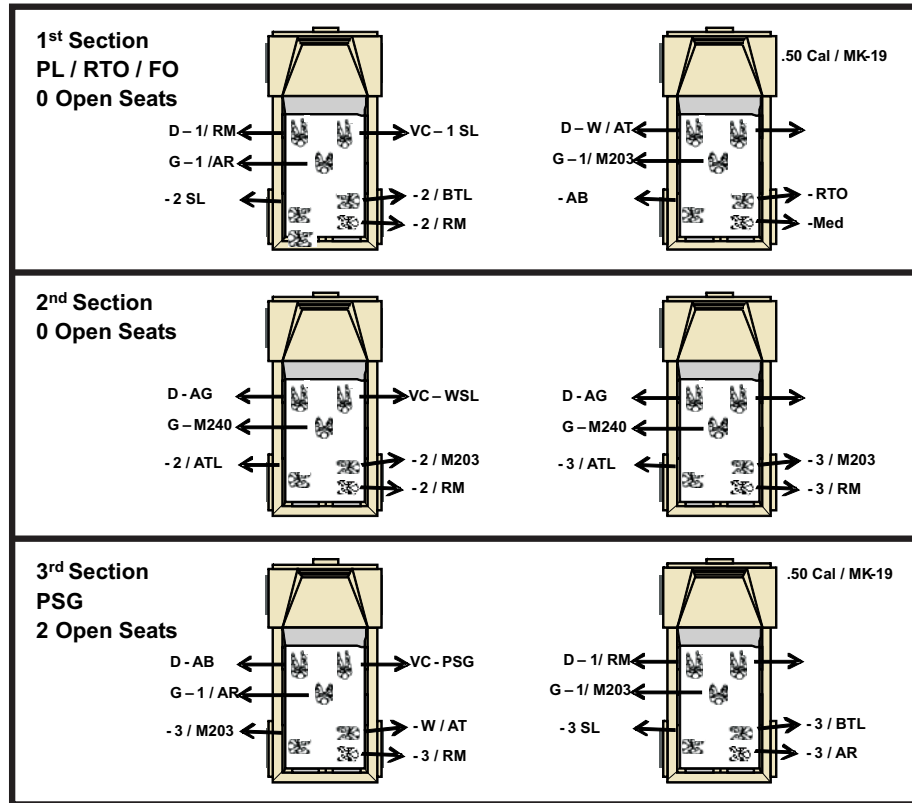 1st Section
PL / RTO / FO
0 Open Seats
.50 Cal / MK-19
D – 1/ RM
VC – 1 SL
G – 1 /AR
- 2 SL
- 2 / BTL
- 2 / RM
D – W / AT
G – 1/ M203
- AB
-RTO
-Med
2nd Section
0 Open Seats
D - AG
VC – WSL
G – M240
- 2 / ATL
- 2 / M203
- 2 / RM
D - AG
G – M240
- 3 / ATL
- 3 / M203
- 3 / RM
3rd Section
PSG
2 Open Seats
.50 Cal / MK-19
D - AB
VC - PSG
G – 1 / AR
- 3 / M203
- W / AT
- 3 / RM
D – 1/ RM
G – 1/ M203
- 3 SL
- 3 / BTL
- 3 / AR